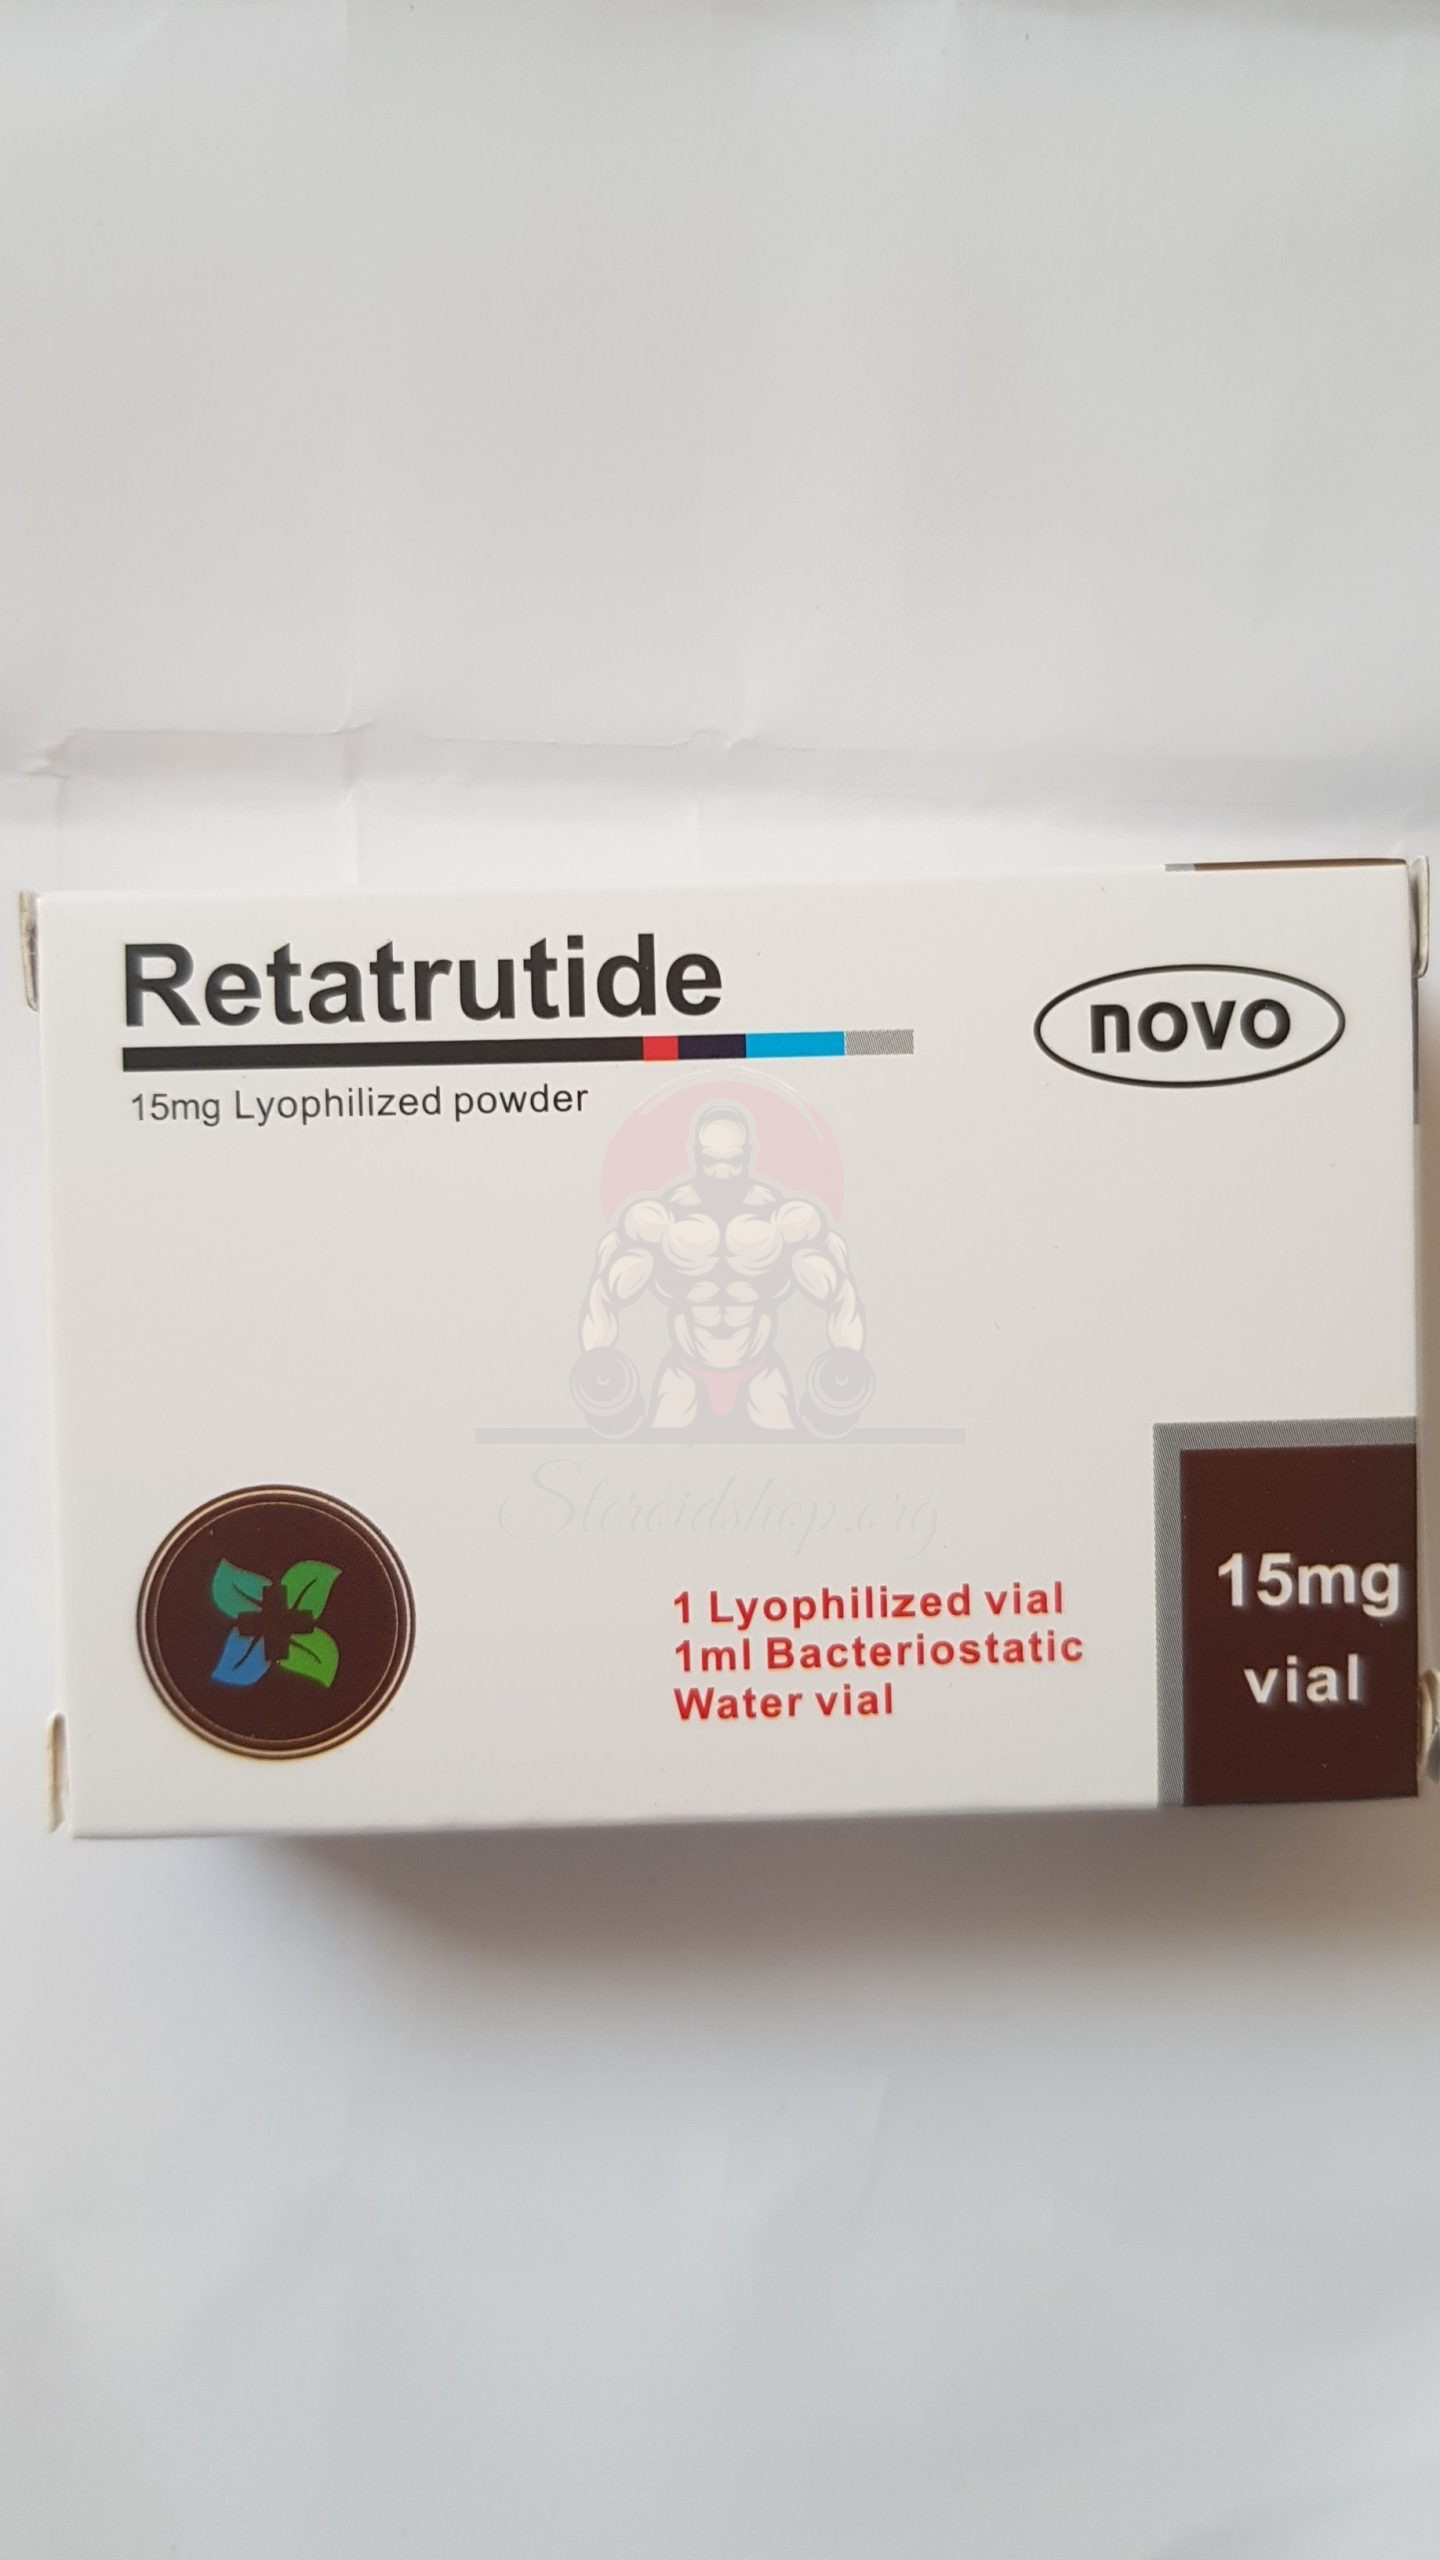 Retatrutide
novo
15mg Lyophilized powder
Steroidshop.org
1 Lyophilized vial
1ml Bacteriostatic
Water vial
15mg
vial